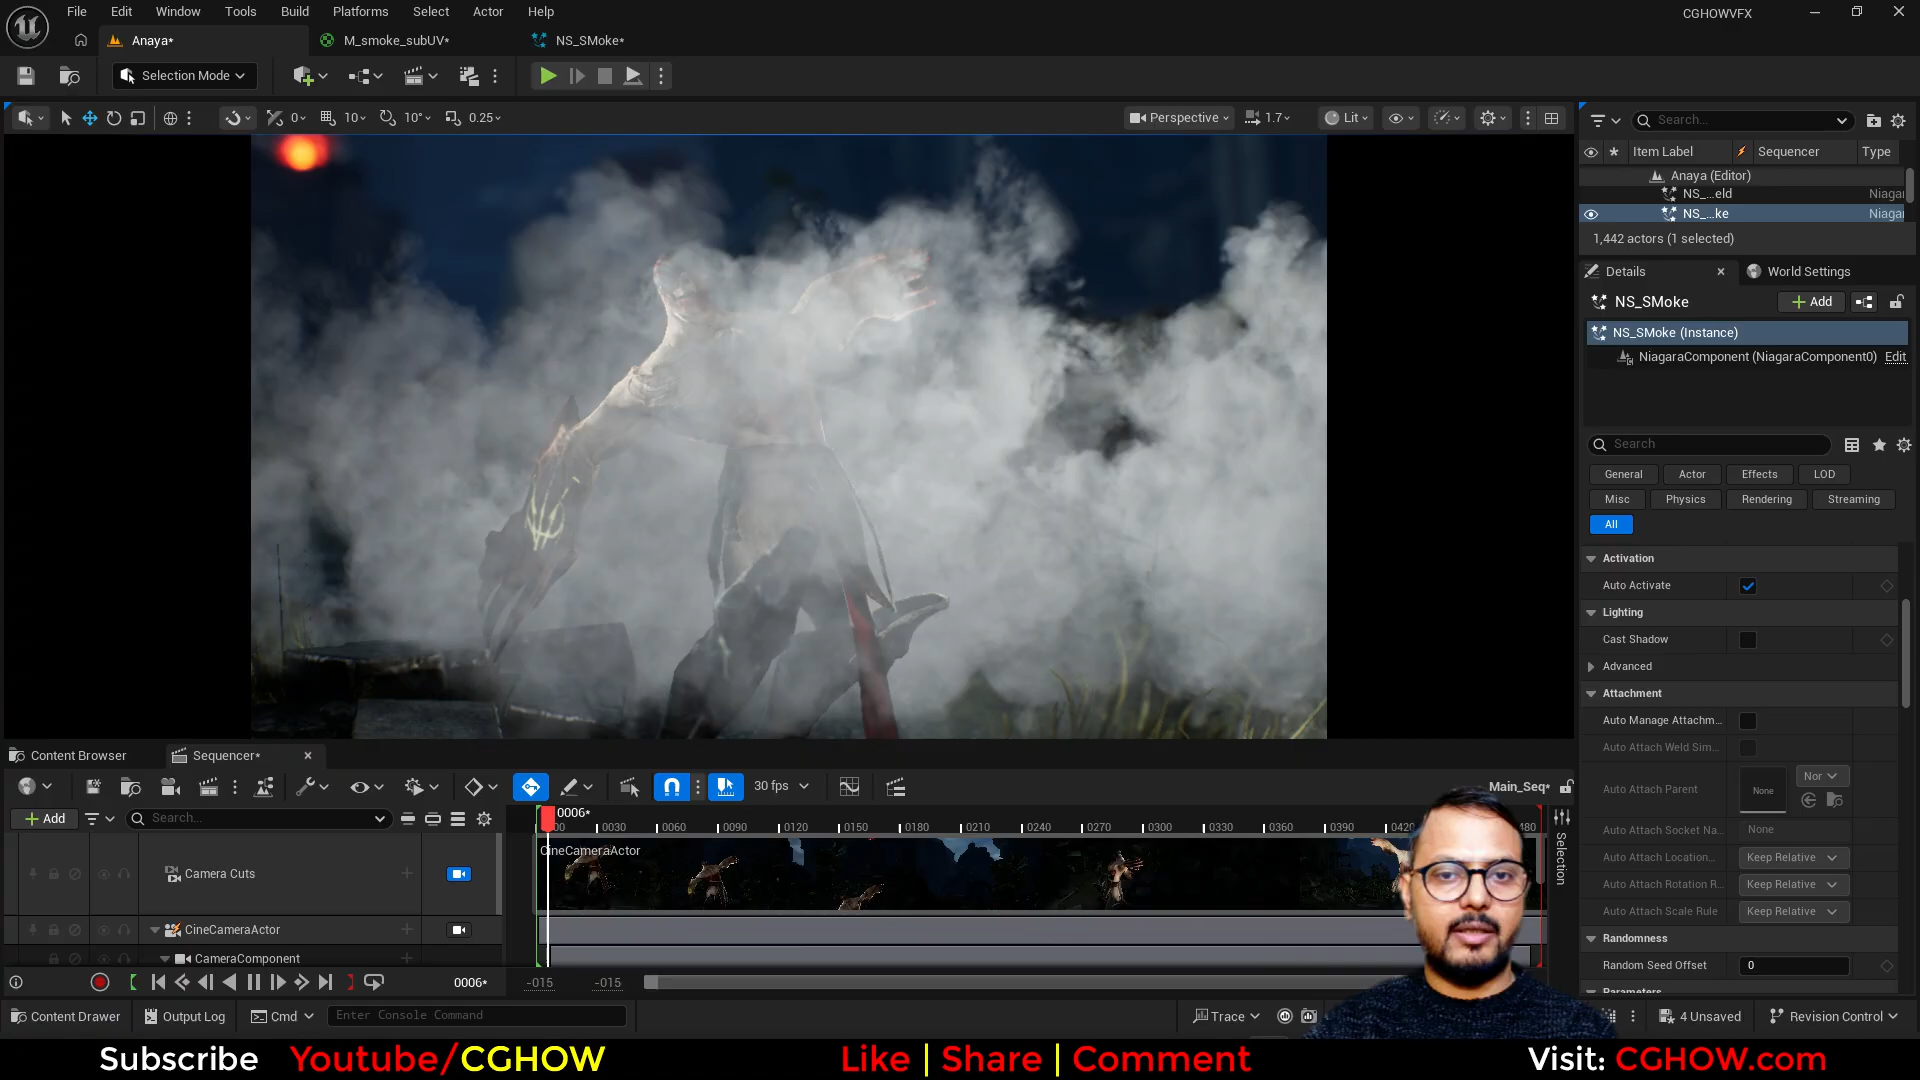 File Edit Window Tools Build Platforms Select Actor Help
CGHOWVFX
Anaya* M_smoke_subUV* NS_SMoke*
Selection Mode
0 10 10° 0.25 Perspective 1.7 Lit
Search...
Item Label Sequencer Type
Anaya (Editor)
NS_...eld Niagar
NS_...ke Niagar
1,442 actors (1 selected)
Details World Settings
NS_SMoke Add
NS_SMoke (Instance)
NiagaraComponent (NiagaraComponent0) Edit
Search
General Actor Effects LOD
Misc Physics Rendering Streaming
All
Activation
Auto Activate
Lighting
Cast Shadow
Advanced
Attachment
Auto Manage Attachm...
Auto Attach Weld Sim...
Auto Attach Parent None Nor
Auto Attach Socket Na... None
Auto Attach Location... Keep Relative
Auto Attach Rotation R... Keep Relative
Auto Attach Scale Rule Keep Relative
Randomness
Random Seed Offset 0
Content Browser Sequencer*
30 fps Main_Seq*
Add Search...
0006*
0030 0060 0090 0120 0150 0180 0210 0240 0270 0300 0330 0360 0390 0420 480
CineCameraActor
Selection
Camera Cuts
CineCameraActor
CameraComponent
0006* -015 -015
Content Drawer Output Log Cmd Enter Console Command Trace 4 Unsaved Revision Control
Subscribe Youtube/CGHOW Like | Share | Comment Visit: CGHOW.com